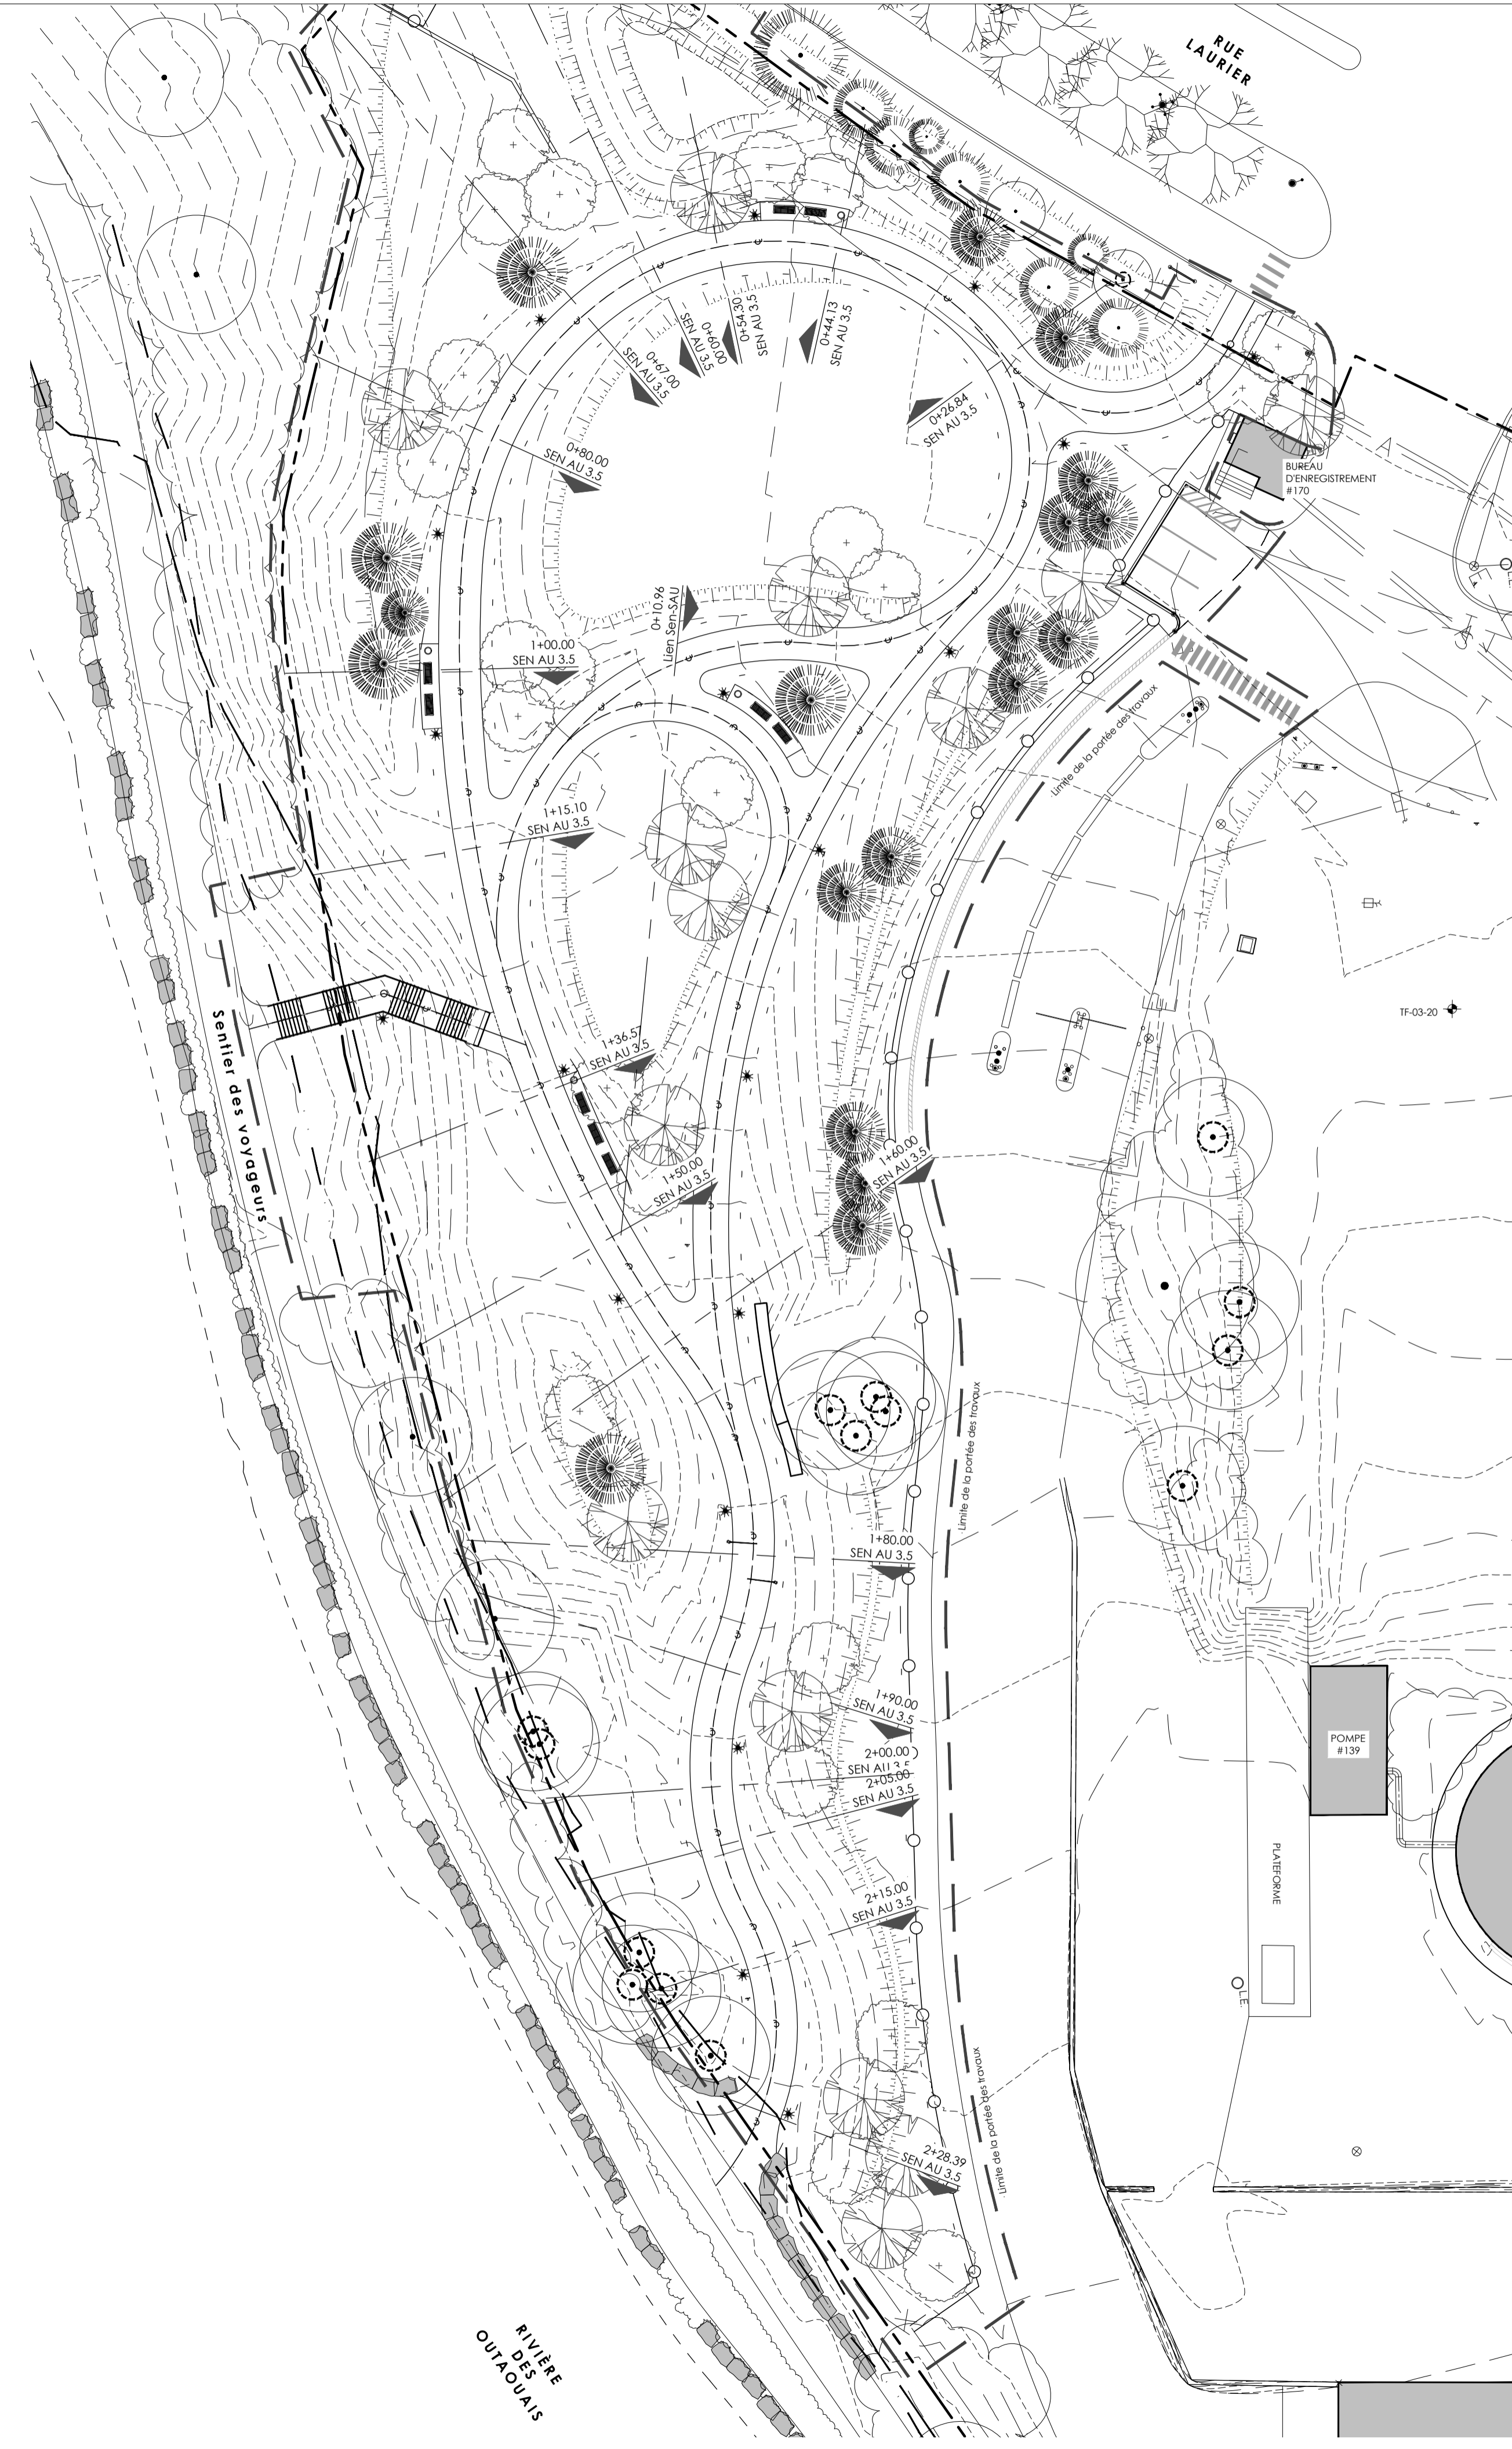 RUE
LAURIER
0+54.30
SEN AU 3.5
0+60.00
SEN AU 3.5
0+44.13
SEN AU 3.5
0+67.00
SEN AU 3.5
0+26.84
SEN AU 3.5
0+80.00
SEN AU 3.5
BUREAU
D'ENREGISTREMENT
#170
0+10.96
Lien Sen-SAU
1+00.00
SEN AU 3.5
Limite de la portée des travaux
1+15.10
SEN AU 3.5
TF-03-20
Sentier des voyageurs
1+36.57
SEN AU 3.5
1+50.00
SEN AU 3.5
1+60.00
SEN AU 3.5
Limite de la portée des travaux
1+80.00
SEN AU 3.5
1+90.00
SEN AU 3.5
2+00.00
SEN AU 3.5
2+05.00
SEN AU 3.5
POMPE
#139
PLATEFORME
2+15.00
SEN AU 3.5
L.E.
Limite de la portée des travaux
2+28.39
SEN AU 3.5
RIVIÈRE
DES
OUTAOUAIS